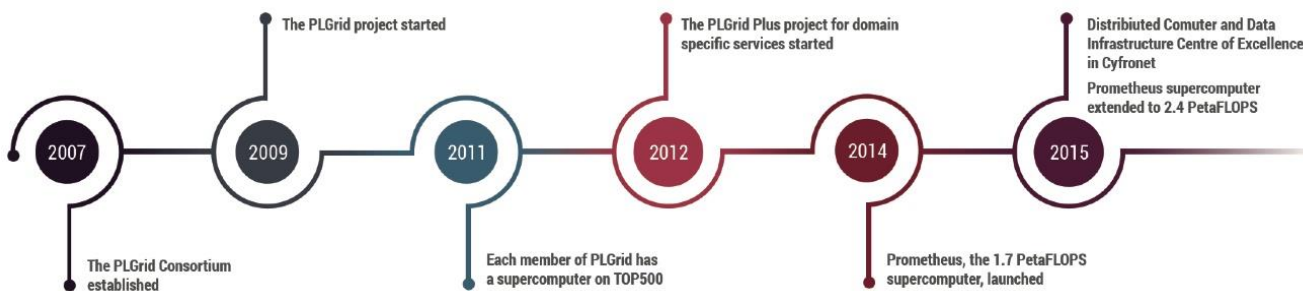 The PLGrid project started
The PLGrid Plus project for domain
specific services started
Distribiuted Comuter and Data
Infrastructure Centre of Excellence
in Cyfronet
Prometheus supercomputer
extended to 2.4 PetaFLOPS
2007
2009
2011
2012
2014
2015
The PLGrid Consortium
established
Each member of PLGrid has
a supercomputer on TOP500
Prometheus, the 1.7 PetaFLOPS
supercomputer, launched